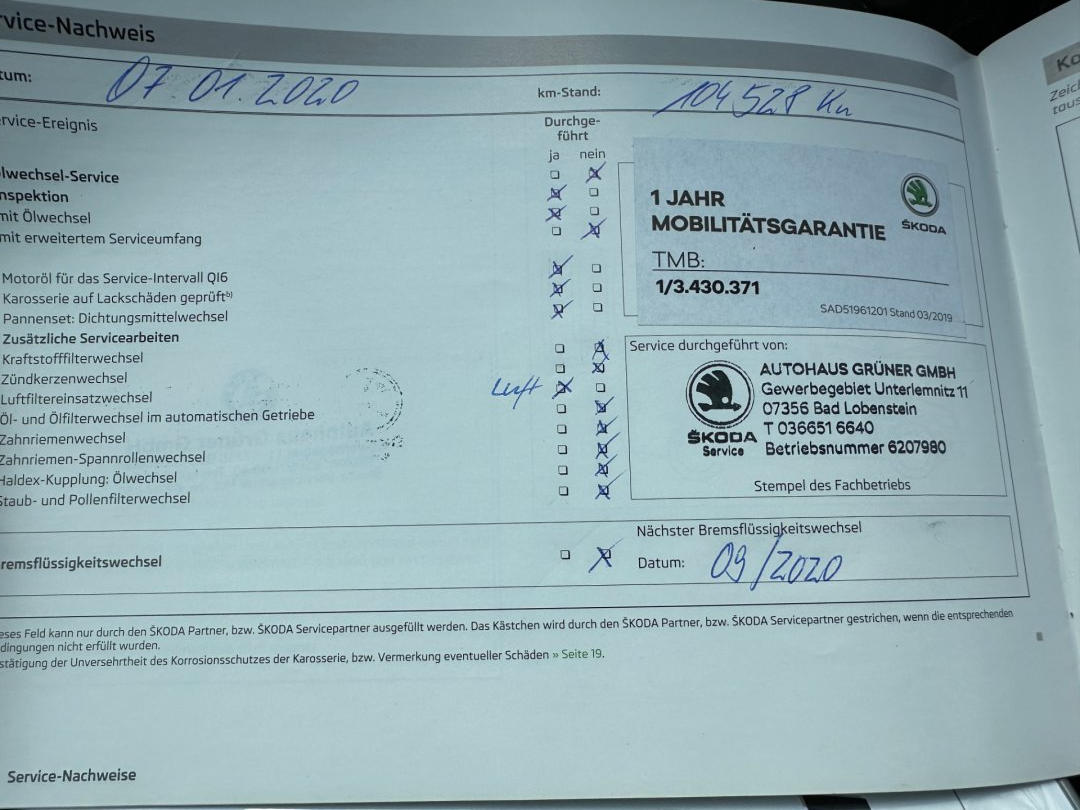 rvice-Nachweis
tum: 07.01.2020 km-Stand: 104 528 Km
rvice-Ereignis
Durchge-
führt
ja nein
lwechsel-Service
nspektion
mit Ölwechsel
mit erweitertem Serviceumfang
Motoröl für das Service-Intervall QI6
Karosserie auf Lackschäden geprüft b)
Pannenset: Dichtungsmittelwechsel
Zusätzliche Servicearbeiten
Kraftstofffilterwechsel
Zündkerzenwechsel
Luftfiltereinsatzwechsel Luft
Öl- und Ölfilterwechsel im automatischen Getriebe
Zahnriemenwechsel
Zahnriemen-Spannrollenwechsel
Haldex-Kupplung: Ölwechsel
Staub- und Pollenfilterwechsel
1 JAHR
MOBILITÄTSGARANTIE
ŠKODA
TMB:
1/3.430.371
SAD51961201 Stand 03/2019
Service durchgeführt von:
ŠKODA
Service
AUTOHAUS GRÜNER GMBH
Gewerbegebiet Unterlemnitz 11
07356 Bad Lobenstein
T 036651 6640
Betriebsnummer 6207980
Stempel des Fachbetriebs
remsflüssigkeitswechsel
Nächster Bremsflüssigkeitswechsel
Datum: 09/2020
eses Feld kann nur durch den ŠKODA Partner, bzw. ŠKODA Servicepartner ausgefüllt werden. Das Kästchen wird durch den ŠKODA Partner, bzw. ŠKODA Servicepartner gestrichen, wenn die entsprechenden
dingungen nicht erfüllt wurden.
stätigung der Unversehrtheit des Korrosionsschutzes der Karosserie, bzw. Vermerkung eventueller Schäden » Seite 19.
Service-Nachweise
Ko
Zeich
taus